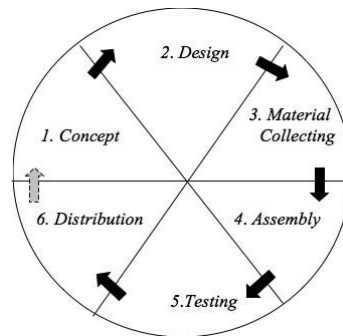 2. Design
1. Concept
3. Material
Collecting
6. Distribution
4. Assembly
5.Testing